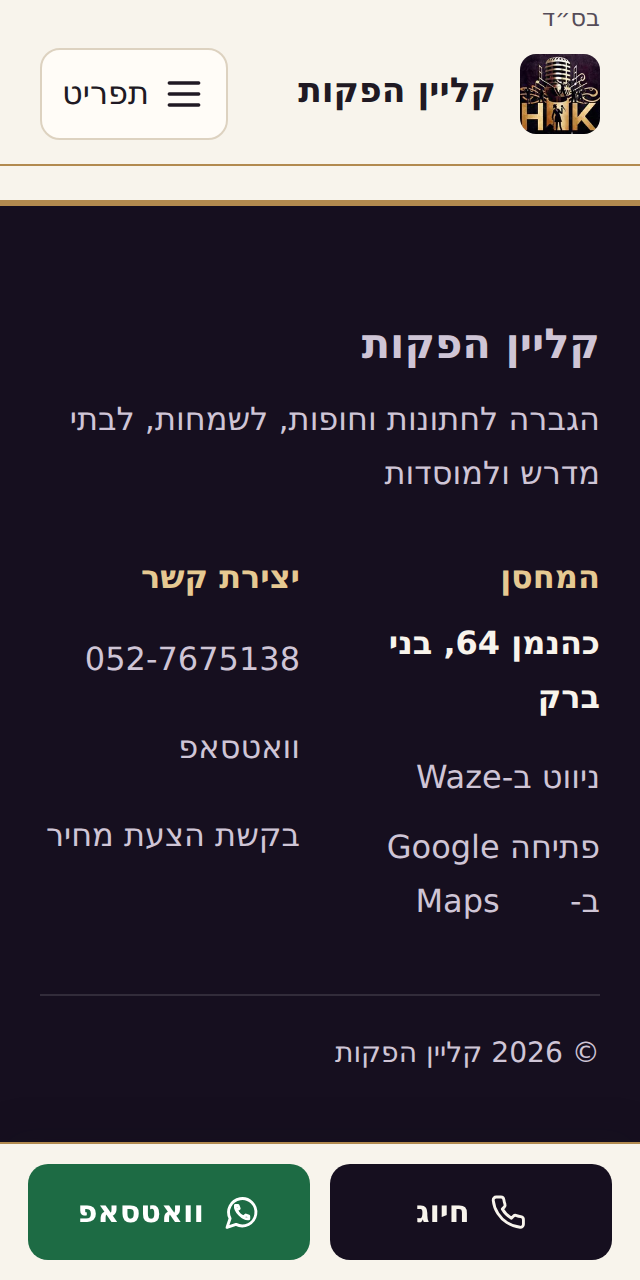 בס״ד
קליין הפקות
תפריט
HK
קליין הפקות
הגברה לחתונות וחופות, לשמחות, לבתי
מדרש ולמוסדות
המחסן
כהנמן 64, בני
ברק
ניווט ב-Waze
פתיחה ב-
Google Maps
יצירת קשר
052-7675138
וואטסאפ
בקשת הצעת מחיר
© 2026 קליין הפקות
חיוג
וואטסאפ